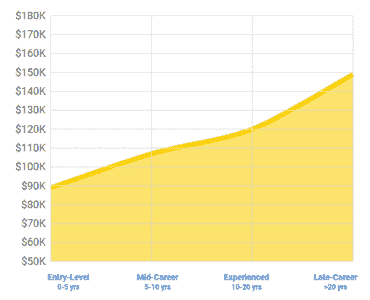 $180K
$170K
$160K
$150K
$140K
$130K
$120K
$110K
$100K
$90K
$80K
$70K
$60K
$50K
Entry-Level Mid-Career Experienced Late-Career
0-5 yrs 5-10 yrs 10-20 yrs >20 yrs